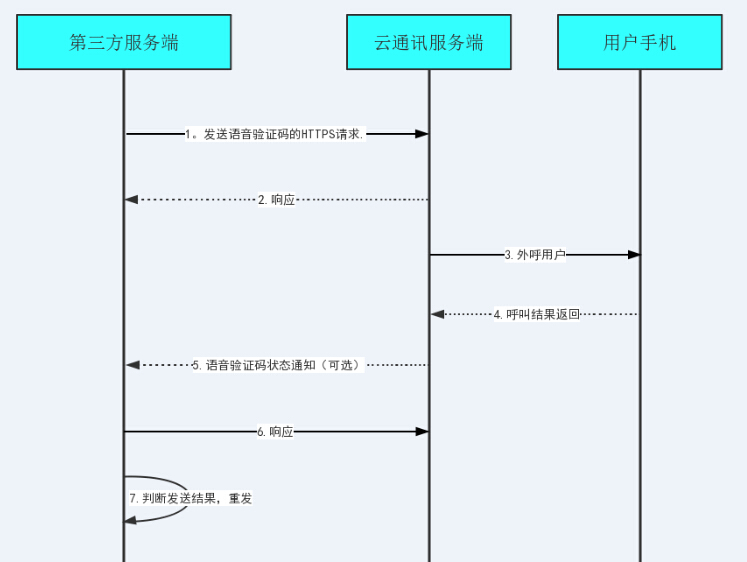 第三方服务端
云通讯服务端
用户手机
1。发送语音验证码的HTTPS请求.
2.响应
3.外呼用户
4.呼叫结果返回
5.语音验证码状态通知（可选）
6.响应
7.判断发送结果，重发